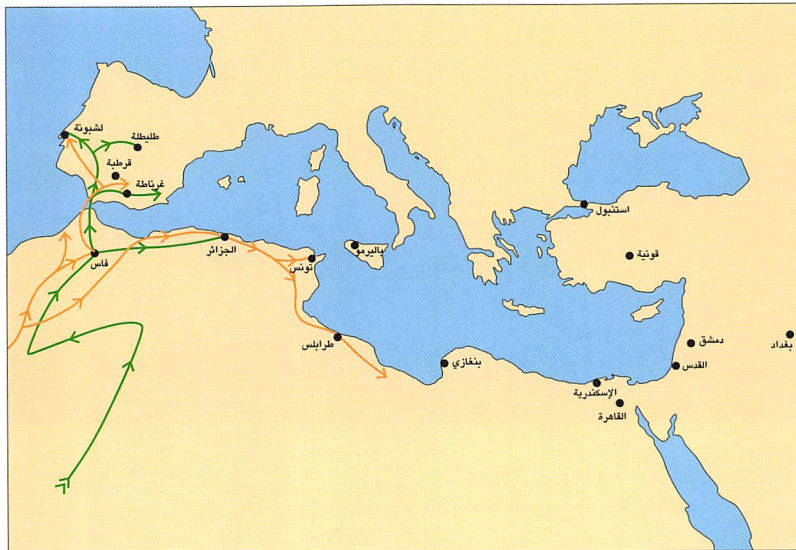 لشبونة
طليطلة
قرطبة
غرناطة
فاس
الجزائر
تونس
باليرمو
طرابلس
بنغازي
استنبول
قونية
دمشق
القدس
بغداد
الإسكندرية
القاهرة